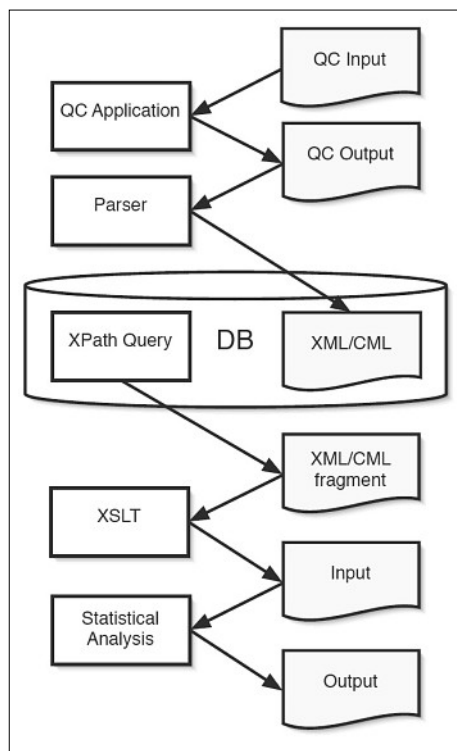 QC Input
QC Application
QC Output
Parser
XPath Query
DB
XML/CML
XML/CML
fragment
XSLT
Input
Statistical
Analysis
Output